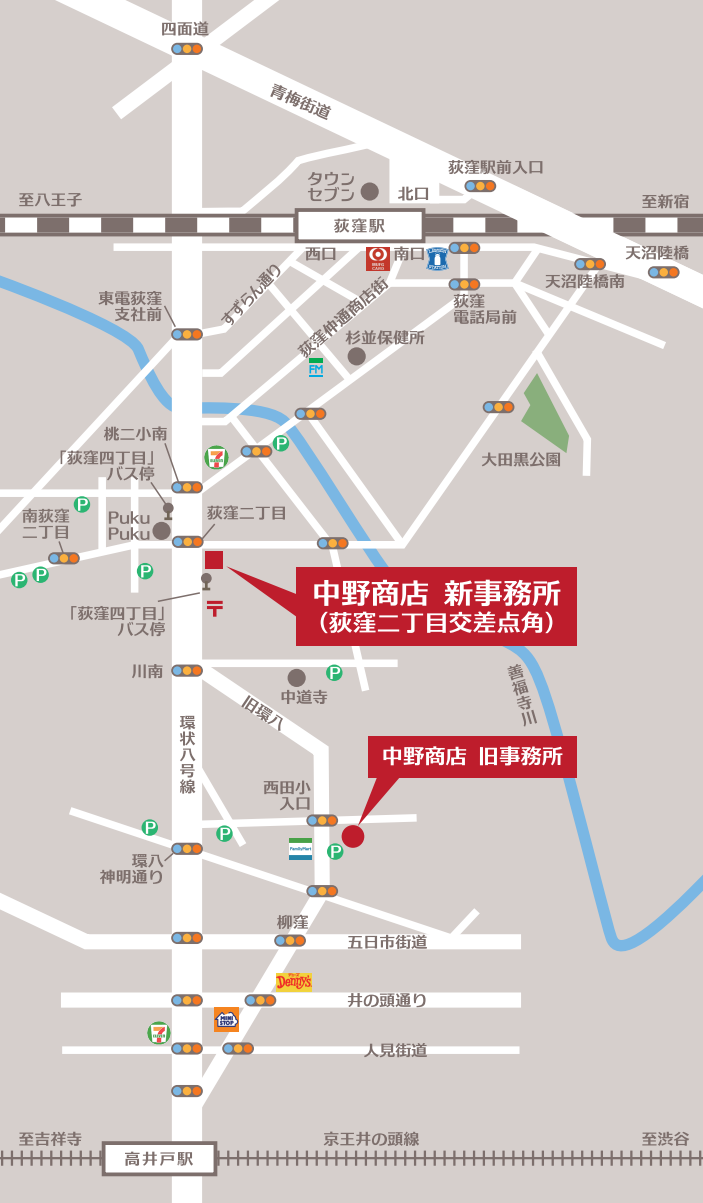 四面道
青梅街道
荻窪駅前入口
タウン
セブン
北口
至八王子
至新宿
荻窪駅
西口
南口
天沼陸橋
天沼陸橋南
すずらん通り
荻窪仲通商店街
東電荻窪
支社前
荻窪
電話局前
杉並保健所
FM
桃二小南
「荻窪四丁目」
バス停
大田黒公園
P
P
南荻窪
二丁目
Puku
Puku
荻窪二丁目
P
P
P
中野商店 新事務所
(荻窪二丁目交差点角)
「荻窪四丁目」
バス停
川南
P
中道寺
善福寺川
旧環八
環状八号線
中野商店 旧事務所
西田小
入口
P
P
FamilyMart
P
環八
神明通り
柳窪
五日市街道
Denny's
井の頭通り
MINI
STOP
人見街道
至吉祥寺
京王井の頭線
至渋谷
高井戸駅